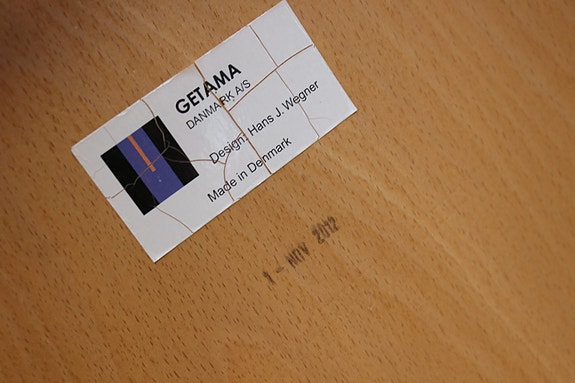 GETAMA
DANMARK A/S
Design: Hans J. Wegner
Made in Denmark
1 - NOV 2012